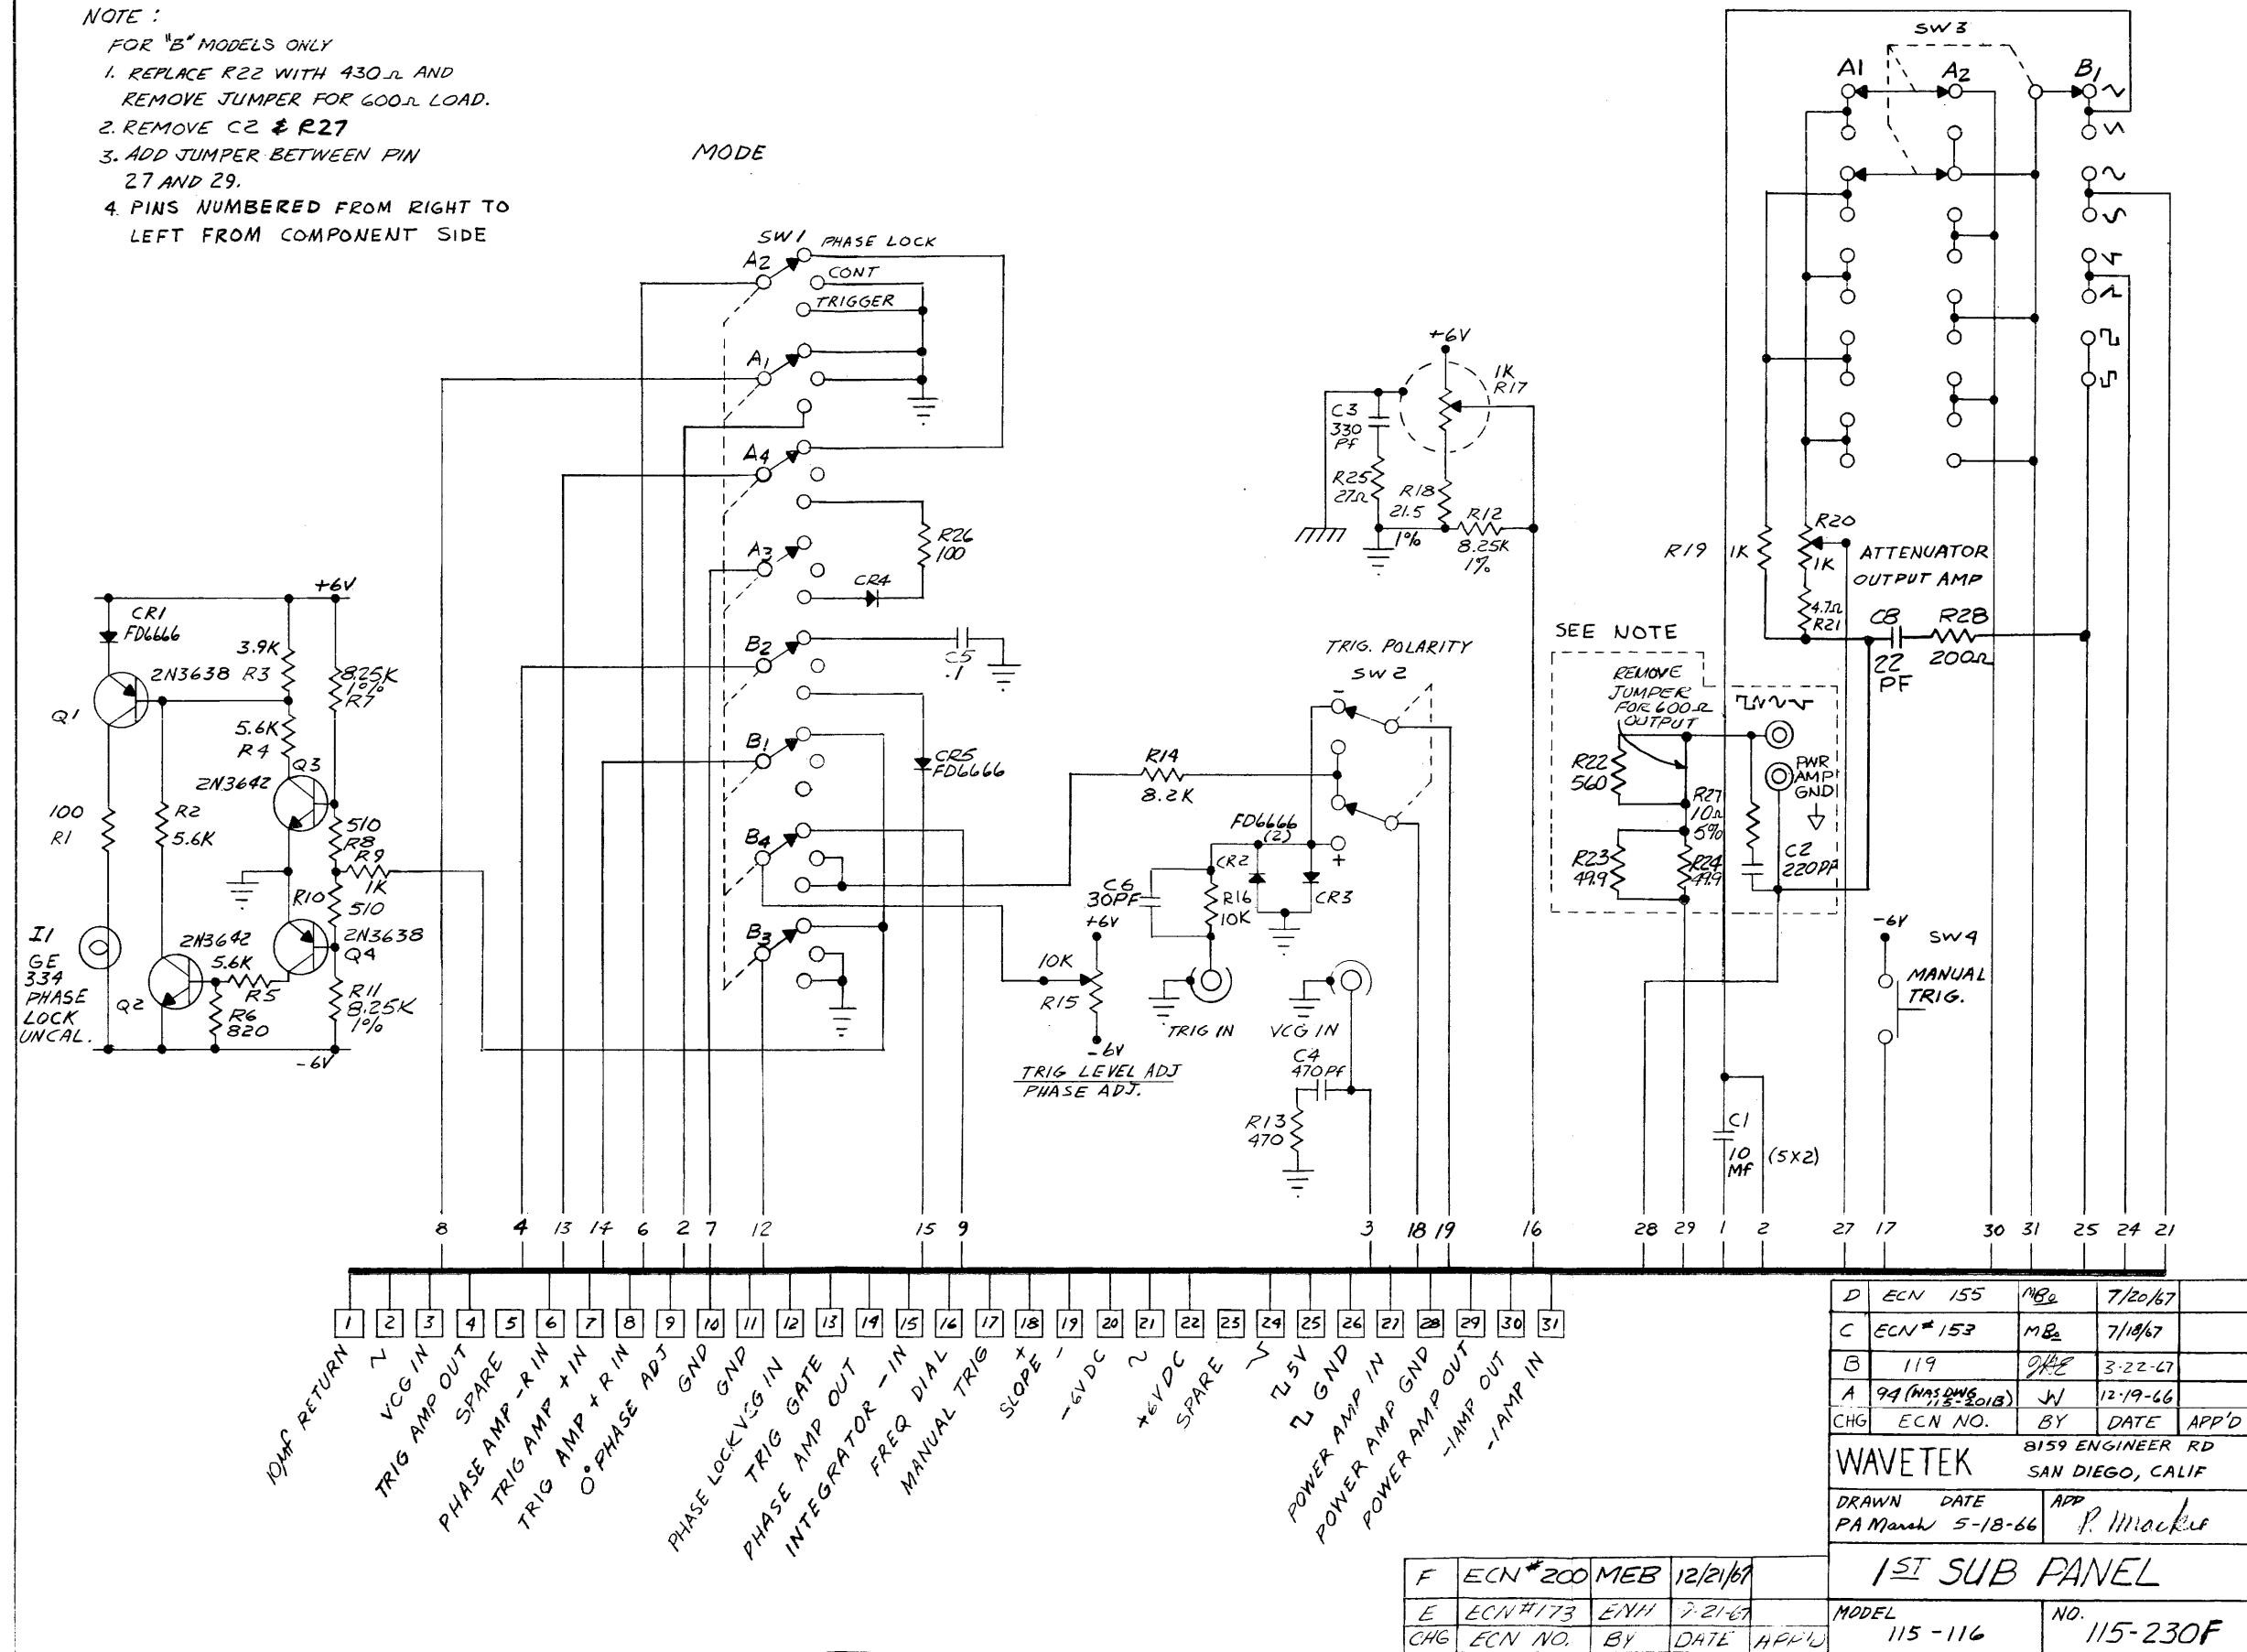 NOTE :
FOR "B" MODELS ONLY
1. REPLACE R22 WITH 430Ω AND
REMOVE JUMPER FOR 600Ω LOAD.
2. REMOVE C2 & R27
3. ADD JUMPER BETWEEN PIN
27 AND 29.
4. PINS NUMBERED FROM RIGHT TO
LEFT FROM COMPONENT SIDE
MODE
SW1
A2
PHASE LOCK
CONT
TRIGGER
A1
A4
R26
100
A3
CR4
B2
C5
.1
B1
CR5
FD6666
B4
B3
+6V
CR1
FD6666
3.9K
R3
2N3638
8.25K
1%
R7
Q1
5.6K
R4
Q3
2N3642
100
R1
R2
5.6K
510
R8
R9
1K
R10
510
2N3642
5.6K
R5
2N3638
Q4
Q2
R6
820
R11
8.25K
1%
-6V
I1
GE
334
PHASE
LOCK
UNCAL.
+6V
1K
R17
C3
330
Pf
R25
27Ω
R18
21.5
1%
R12
8.25K
1%
TRIG. POLARITY
SW2
-
+
R14
8.2K
FD6666
(2)
CR2
CR3
C6
30PF
R16
10K
+6V
10K
R15
-6V
TRIG LEVEL ADJ
PHASE ADJ.
TRIG IN
VCG IN
C4
470Pf
R13
470
SW3
A1
A2
B1
R19 1K
R20
1K
ATTENUATOR
OUTPUT AMP
4.7Ω
R21
C8
22
PF
R28
200Ω
SEE NOTE
REMOVE
JUMPER
FOR 600Ω
OUTPUT
R22
560
PWR
AMP
GND
R27
10Ω
5%
R23
49.9
R24
49.9
C2
220PF
-6V
SW4
MANUAL
TRIG.
C1
10
Mf
(5X2)
8 4 13 14 6 2 7 12 15 9 3 18 19 16 28 29 1 2 27 17 30 31 25 24 21
1 2 3 4 5 6 7 8 9 10 11 12 13 14 15 16 17 18 19 20 21 22 23 24 25 26 27 28 29 30 31
10µf RETURN
VCG IN
TRIG AMP OUT
SPARE
PHASE AMP -R IN
TRIG AMP +IN
TRIG AMP + R IN
0° PHASE ADJ
GND
GND
PHASE LOCK VCG IN
TRIG GATE
PHASE AMP OUT
INTEGRATOR -IN
FREQ DIAL
MANUAL TRIG
SLOPE +
-
-6V DC
+6V DC
SPARE
5V
GND
POWER AMP IN
POWER AMP GND
POWER AMP OUT
-1AMP OUT
-1AMP IN
D ECN 155 7/20/67
C ECN#153 7/18/67
B 119 3-22-67
A 94 (WAS DWG 115-201B) JW 12-19-66
CHG ECN NO. BY DATE APP'D
WAVETEK
8159 ENGINEER RD
SAN DIEGO, CALIF
DRAWN DATE
PA Marsh 5-18-66
APP
P. Mackie
1ST SUB PANEL
MODEL
115-116
NO.
115-230F
F ECN#200 MEB 12/21/67
E ECN#173 ENH 9-21-67
CHG ECN NO. BY DATE APP'D